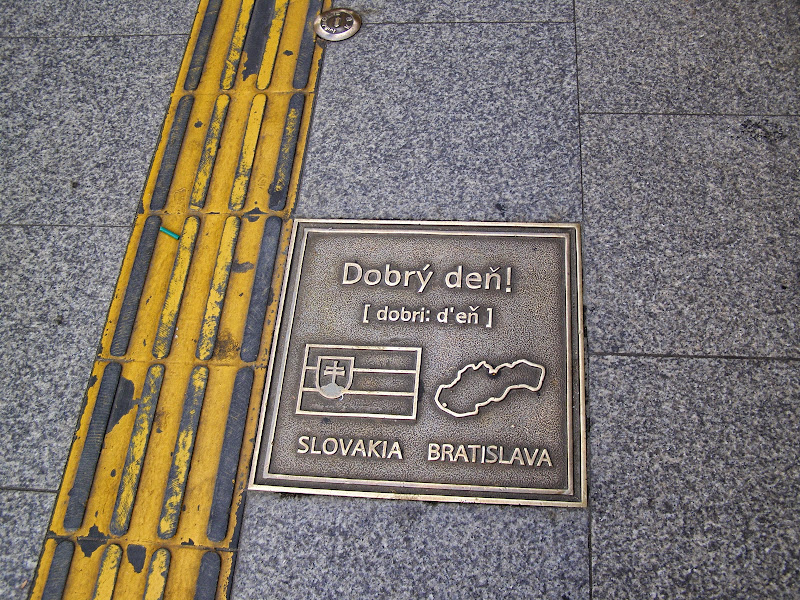 Dobrý deň!
[ dobri: ď eň ]
SLOVAKIA BRATISLAVA